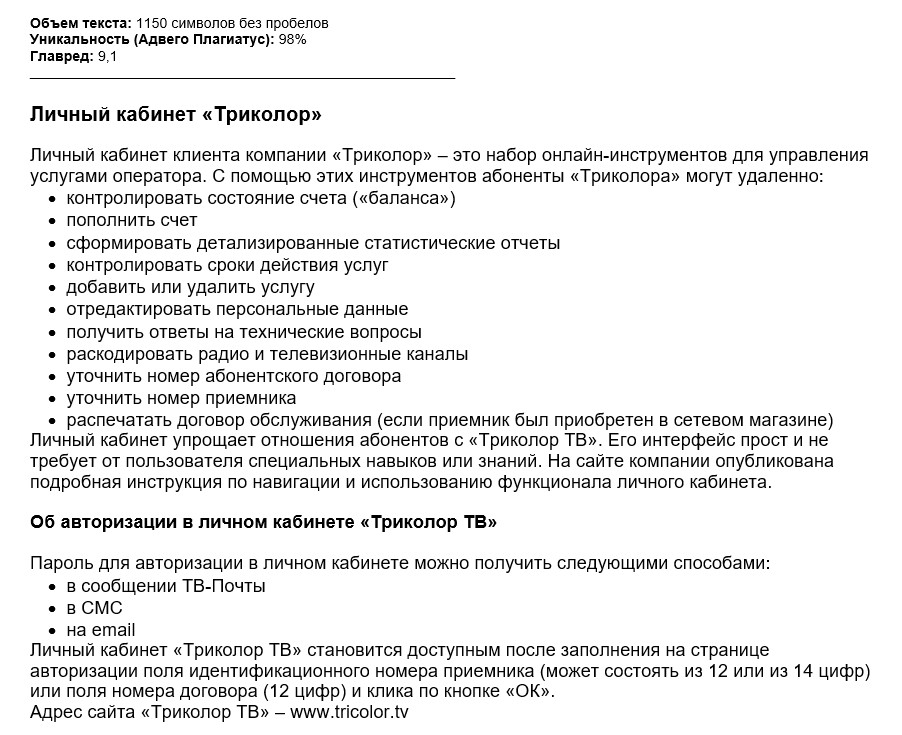 Объем текста: 1150 символов без пробелов
Уникальность (Адвего Плагиатус): 98%
Главред: 9,1
Личный кабинет «Триколор»
Личный кабинет клиента компании «Триколор» – это набор онлайн-инструментов для управления
услугами оператора. С помощью этих инструментов абоненты «Триколора» могут удаленно:
• контролировать состояние счета («баланса»)
• пополнить счет
• сформировать детализированные статистические отчеты
• контролировать сроки действия услуг
• добавить или удалить услугу
• отредактировать персональные данные
• получить ответы на технические вопросы
• раскодировать радио и телевизионные каналы
• уточнить номер абонентского договора
• уточнить номер приемника
• распечатать договор обслуживания (если приемник был приобретен в сетевом магазине)
Личный кабинет упрощает отношения абонентов с «Триколор ТВ». Его интерфейс прост и не
требует от пользователя специальных навыков или знаний. На сайте компании опубликована
подробная инструкция по навигации и использованию функционала личного кабинета.
Об авторизации в личном кабинете «Триколор ТВ»
Пароль для авторизации в личном кабинете можно получить следующими способами:
• в сообщении ТВ-Почты
• в СМС
• на email
Личный кабинет «Триколор ТВ» становится доступным после заполнения на странице
авторизации поля идентификационного номера приемника (может состоять из 12 или из 14 цифр)
или поля номера договора (12 цифр) и клика по кнопке «ОК».
Адрес сайта «Триколор ТВ» – www.tricolor.tv